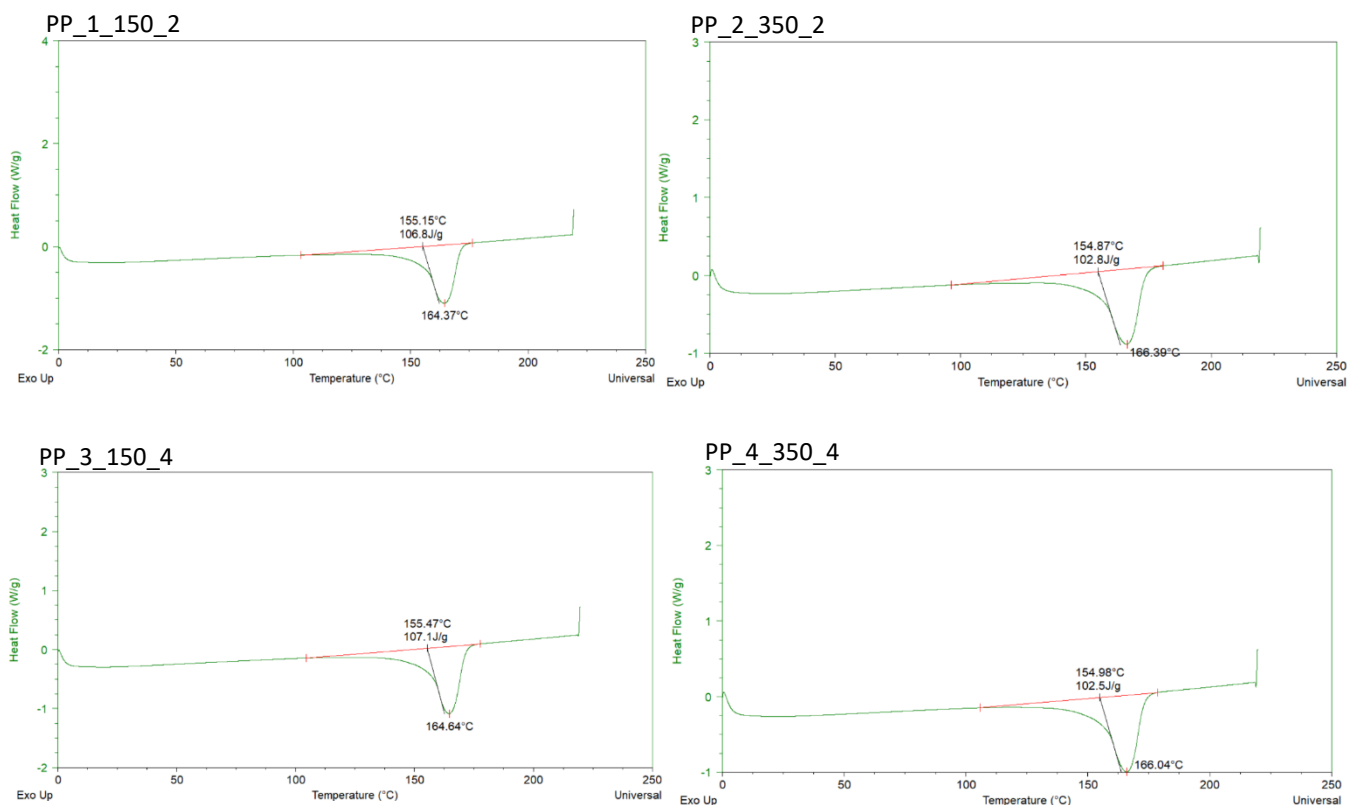 PP_1_150_2
4
2
0
-2
Heat Flow (W/g)
155.15°C
106.8J/g
164.37°C
0
50
100
150
200
250
Exo Up
Temperature (°C)
Universal
PP_2_350_2
3
2
1
0
-1
Heat Flow (W/g)
154.87°C
102.8J/g
166.39°C
0
50
100
150
200
250
Exo Up
Temperature (°C)
Universal
PP_3_150_4
3
2
1
0
-1
-2
Heat Flow (W/g)
155.47°C
107.1J/g
164.64°C
0
50
100
150
200
250
Exo Up
Temperature (°C)
Universal
PP_4_350_4
3
2
1
0
-1
Heat Flow (W/g)
154.98°C
102.5J/g
166.04°C
0
50
100
150
200
250
Exo Up
Temperature (°C)
Universal